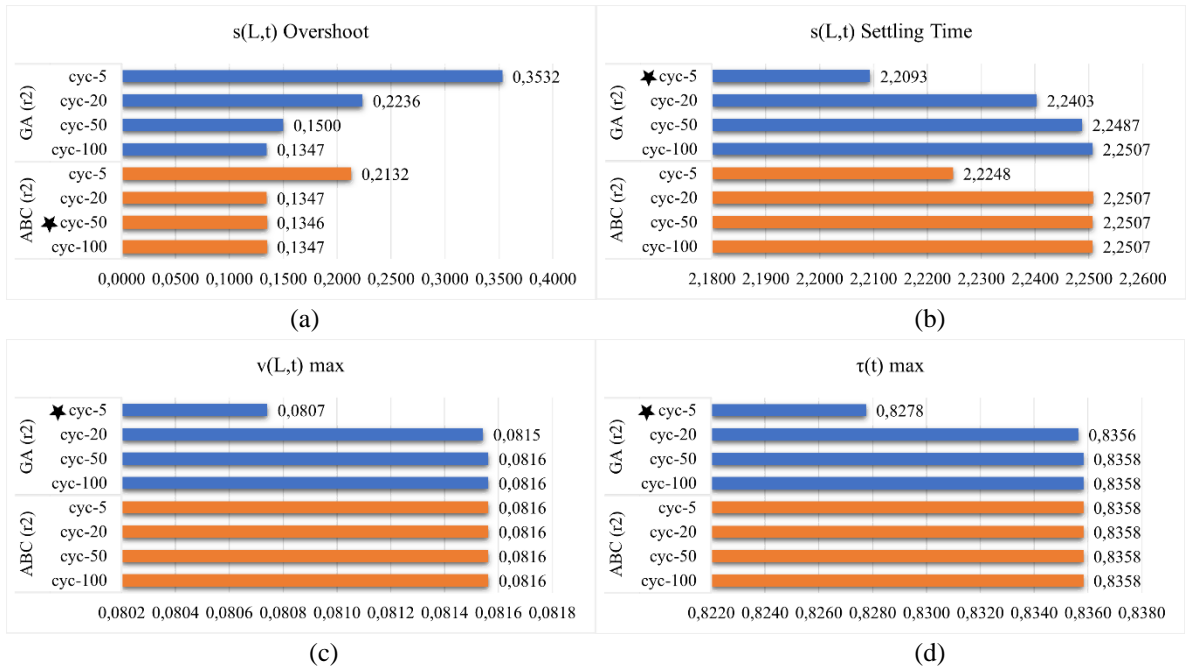 s(L,t) Overshoot
GA (r2)
cyc-5 0,3532
cyc-20 0,2236
cyc-50 0,1500
cyc-100 0,1347
ABC (r2)
cyc-5 0,2132
cyc-20 0,1347
cyc-50 0,1346
cyc-100 0,1347
0,0000 0,0500 0,1000 0,1500 0,2000 0,2500 0,3000 0,3500 0,4000
(a)
s(L,t) Settling Time
GA (r2)
cyc-5 2,2093
cyc-20 2,2403
cyc-50 2,2487
cyc-100 2,2507
ABC (r2)
cyc-5 2,2248
cyc-20 2,2507
cyc-50 2,2507
cyc-100 2,2507
2,1800 2,1900 2,2000 2,2100 2,2200 2,2300 2,2400 2,2500 2,2600
(b)
v(L,t) max
GA (r2)
cyc-5 0,0807
cyc-20 0,0815
cyc-50 0,0816
cyc-100 0,0816
ABC (r2)
cyc-5 0,0816
cyc-20 0,0816
cyc-50 0,0816
cyc-100 0,0816
0,0802 0,0804 0,0806 0,0808 0,0810 0,0812 0,0814 0,0816 0,0818
(c)
τ(t) max
GA (r2)
cyc-5 0,8278
cyc-20 0,8356
cyc-50 0,8358
cyc-100 0,8358
ABC (r2)
cyc-5 0,8358
cyc-20 0,8358
cyc-50 0,8358
cyc-100 0,8358
0,8220 0,8240 0,8260 0,8280 0,8300 0,8320 0,8340 0,8360 0,8380
(d)